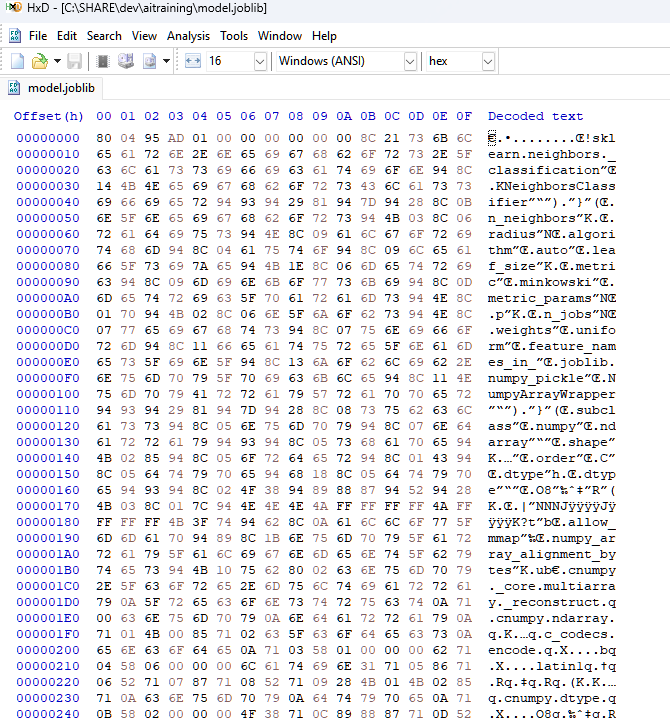 HxD - [C:\SHARE\dev\aitraining\model.joblib]
File Edit Search View Analysis Tools Window Help
16 Windows (ANSI) hex
model.joblib
Offset(h) 00 01 02 03 04 05 06 07 08 09 0A 0B 0C 0D 0E 0F Decoded text
00000000 80 04 95 AD 01 00 00 00 00 00 00 8C 21 73 6B 6C €.•­........Œ!skl
00000010 65 61 72 6E 2E 6E 65 69 67 68 62 6F 72 73 2E 5F earn.neighbors._
00000020 63 6C 61 73 73 69 66 69 63 61 74 69 6F 6E 94 8C classification”Œ
00000030 14 4B 4E 65 69 67 68 62 6F 72 73 43 6C 61 73 73 .KNeighborsClass
00000040 69 66 69 65 72 94 93 94 29 81 94 7D 94 28 8C 0B ifier”“”).”}”(Œ.
00000050 6E 5F 6E 65 69 67 68 62 6F 72 73 94 4B 03 8C 06 n_neighbors”K.Œ.
00000060 72 61 64 69 75 73 94 4E 8C 09 61 6C 67 6F 72 69 radius”NŒ.algori
00000070 74 68 6D 94 8C 04 61 75 74 6F 94 8C 09 6C 65 61 thm”Œ.auto”Œ.lea
00000080 66 5F 73 69 7A 65 94 4B 1E 8C 06 6D 65 74 72 69 f_size”K.Œ.metri
00000090 63 94 8C 09 6D 69 6E 6B 6F 77 73 6B 69 94 8C 0D c”Œ.minkowski”Œ.
000000A0 6D 65 74 72 69 63 5F 70 61 72 61 6D 73 94 4E 8C metric_params”NŒ
000000B0 01 70 94 4B 02 8C 06 6E 5F 6A 6F 62 73 94 4E 8C .p”K.Œ.n_jobs”NŒ
000000C0 07 77 65 69 67 68 74 73 94 8C 07 75 6E 69 66 6F .weights”Œ.unifo
000000D0 72 6D 94 8C 11 66 65 61 74 75 72 65 5F 6E 61 6D rm”Œ.feature_nam
000000E0 65 73 5F 69 6E 5F 94 8C 13 6A 6F 62 6C 69 62 2E es_in_”Œ.joblib.
000000F0 6E 75 6D 70 79 5F 70 69 63 6B 6C 65 94 8C 11 4E numpy_pickle”Œ.N
00000100 75 6D 70 79 41 72 72 61 79 57 72 61 70 70 65 72 umpyArrayWrapper
00000110 94 93 94 29 81 94 7D 94 28 8C 08 73 75 62 63 6C ”“”).”}”(Œ.subcl
00000120 61 73 73 94 8C 05 6E 75 6D 70 79 94 8C 07 6E 64 ass”Œ.numpy”Œ.nd
00000130 61 72 72 61 79 94 93 94 8C 05 73 68 61 70 65 94 array”“”Œ.shape”
00000140 4B 02 85 94 8C 05 6F 72 64 65 72 94 8C 01 43 94 K.…”Œ.order”Œ.C”
00000150 8C 05 64 74 79 70 65 94 68 18 8C 05 64 74 79 70 Œ.dtype”h.Œ.dtyp
00000160 65 94 93 94 8C 02 4F 38 94 89 88 87 94 52 94 28 e”“”Œ.O8”‰ˆ‡”R”(
00000170 4B 03 8C 01 7C 94 4E 4E 4E 4A FF FF FF FF 4A FF K.Œ.|”NNNJÿÿÿÿJÿ
00000180 FF FF FF 4B 3F 74 94 62 8C 0A 61 6C 6C 6F 77 5F ÿÿÿK?t”bŒ.allow_
00000190 6D 6D 61 70 94 89 8C 1B 6E 75 6D 70 79 5F 61 72 mmap”‰Œ.numpy_ar
000001A0 72 61 79 5F 61 6C 69 67 6E 6D 65 6E 74 5F 62 79 ray_alignment_by
000001B0 74 65 73 94 4B 10 75 62 80 02 63 6E 75 6D 70 79 tes”K.ub€.cnumpy
000001C0 2E 5F 63 6F 72 65 2E 6D 75 6C 74 69 61 72 72 61 ._core.multiarra
000001D0 79 0A 5F 72 65 63 6F 6E 73 74 72 75 63 74 0A 71 y._reconstruct.q
000001E0 00 63 6E 75 6D 70 79 0A 6E 64 61 72 72 61 79 0A .cnumpy.ndarray.
000001F0 71 01 4B 00 85 71 02 63 5F 63 6F 64 65 63 73 0A q.K.…q.c_codecs.
00000200 65 6E 63 6F 64 65 0A 71 03 58 01 00 00 00 62 71 encode.q.X....bq
00000210 04 58 06 00 00 00 6C 61 74 69 6E 31 71 05 86 71 .X....latin1q.†q
00000220 06 52 71 07 87 71 08 52 71 09 28 4B 01 4B 02 85 .Rq.‡q.Rq.(K.K.…
00000230 71 0A 63 6E 75 6D 70 79 0A 64 74 79 70 65 0A 71 q.cnumpy.dtype.q
00000240 0B 58 02 00 00 00 4F 38 71 0C 89 88 87 71 0D 52 .X....O8q.‰ˆ‡q.R